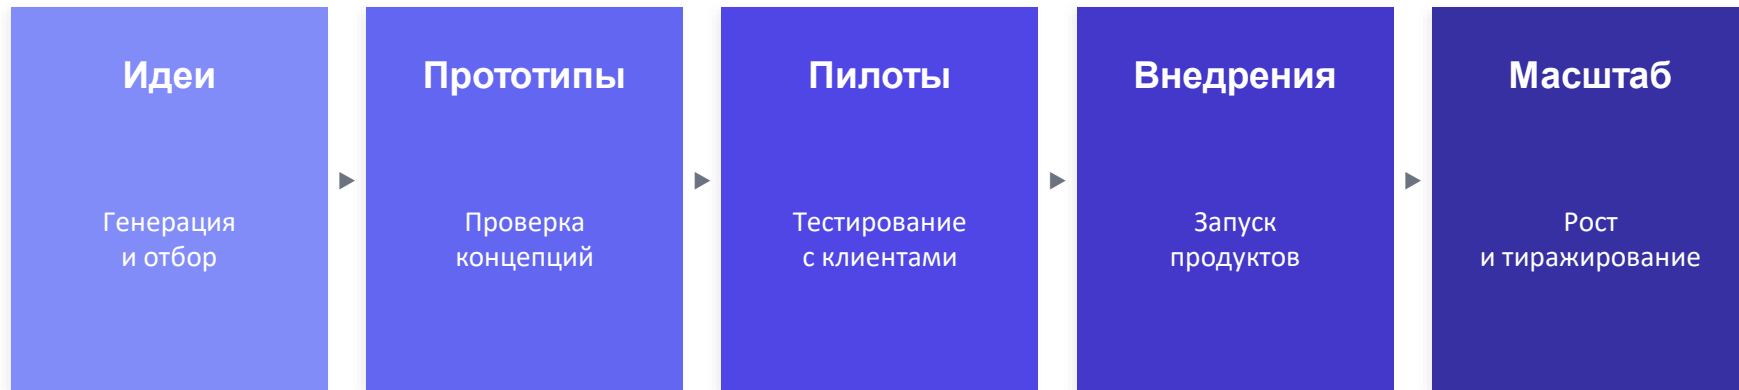 Идеи
Генерация
и отбор
Прототипы
Проверка
концепций
Пилоты
Тестирование
с клиентами
Внедрения
Запуск
продуктов
Масштаб
Рост
и тиражирование